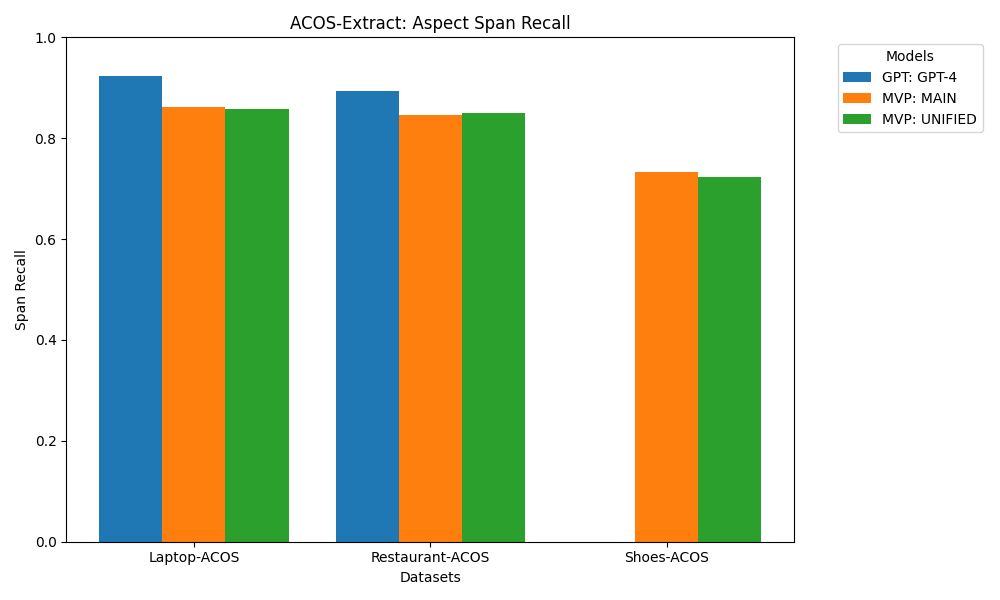 ACOS-Extract: Aspect Span Recall
Models
GPT: GPT-4
MVP: MAIN
MVP: UNIFIED
Span Recall
1.0
0.8
0.6
0.4
0.2
0.0
Laptop-ACOS
Restaurant-ACOS
Shoes-ACOS
Datasets